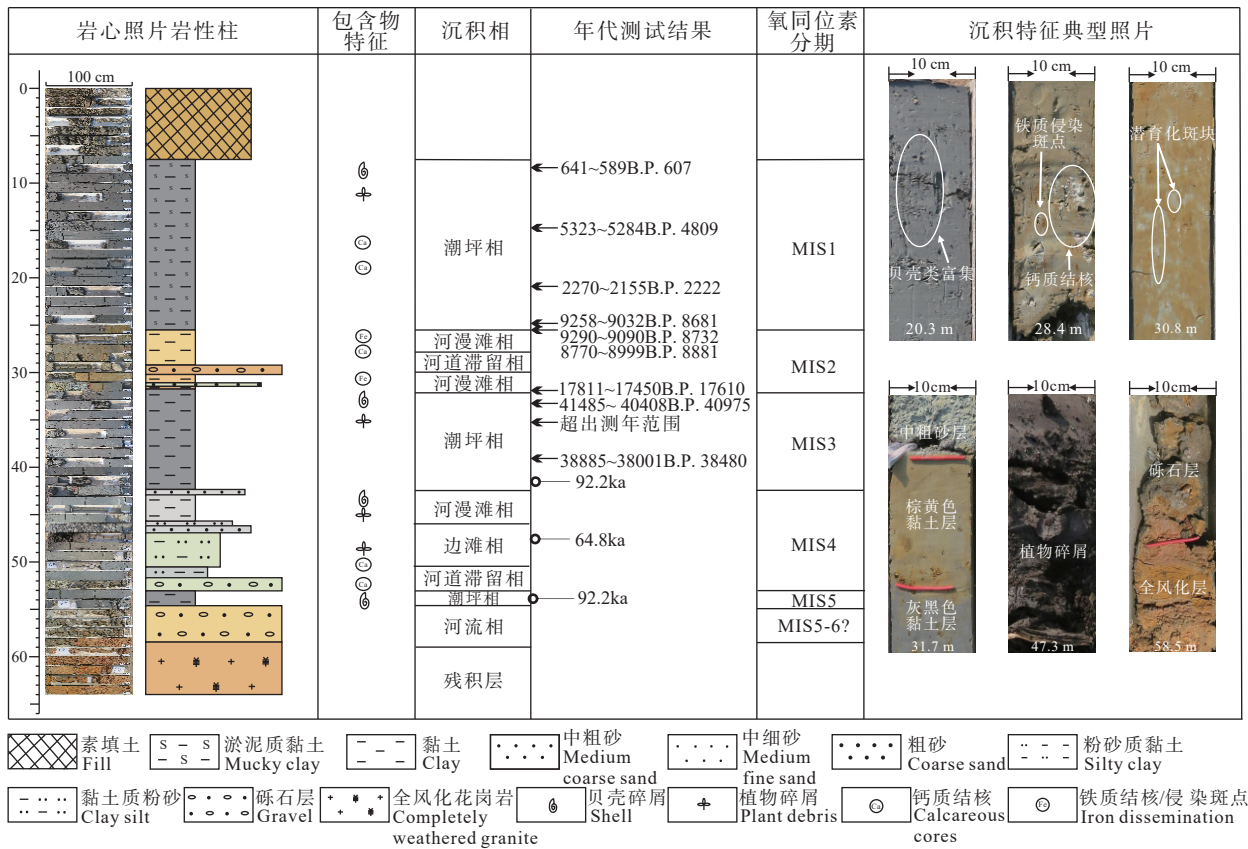 岩心照片岩性柱
包含物
特征
沉积相
年代测试结果
氧同位素
分期
沉积特征典型照片
100 cm
0
10
20
30
40
50
60
Ca
Ca
Fe
Ca
Fe
Ca
Ca
潮坪相
河漫滩相
河道滞留相
河漫滩相
潮坪相
河漫滩相
边滩相
河道滞留相
潮坪相
河流相
残积层
641~589B.P. 607
5323~5284B.P. 4809
2270~2155B.P. 2222
9258~9032B.P. 8681
9290~9090B.P. 8732
8770~8999B.P. 8881
17811~17450B.P. 17610
41485~ 40408B.P. 40975
超出测年范围
38885~38001B.P. 38480
92.2ka
64.8ka
92.2ka
MIS1
MIS2
MIS3
MIS4
MIS5
MIS5-6?
10 cm
贝壳类富集
20.3 m
10 cm
铁质侵染
斑点
钙质结核
28.4 m
10 cm
潜育化斑块
30.8 m
10cm
中粗砂层
棕黄色
黏土层
灰黑色
黏土层
31.7 m
10cm
植物碎屑
47.3 m
10cm
砾石层
全风化层
58.5 m
素填土
Fill
S S
S
淤泥质黏土
Mucky clay
黏土
Clay
中粗砂
Medium
coarse sand
中细砂
Medium
fine sand
粗砂
Coarse sand
粉砂质黏土
Silty clay
黏土质粉砂
Clay silt
砾石层
Gravel
全风化花岗岩
Completely
weathered granite
贝壳碎屑
Shell
植物碎屑
Plant debris
Ca
钙质结核
Calcareous
cores
Fe
铁质结核/侵 染斑点
Iron dissemination